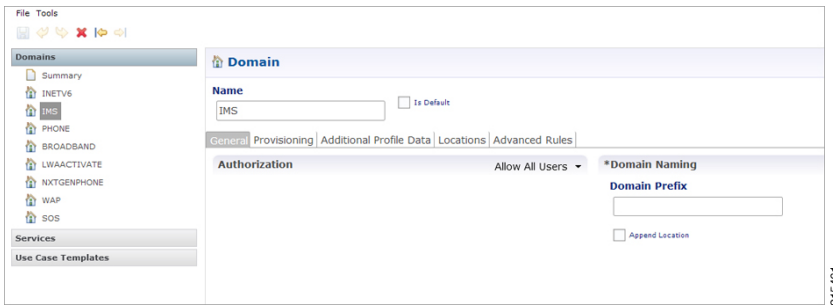 File Tools
Domains
Summary
INETV6
IMS
PHONE
BROADBAND
LWAACTIVATE
NXTGENPHONE
WAP
SOS
Services
Use Case Templates
Domain
Name
IMS
Is Default
General Provisioning Additional Profile Data Locations Advanced Rules
Authorization Allow All Users
*Domain Naming
Domain Prefix
Append Location